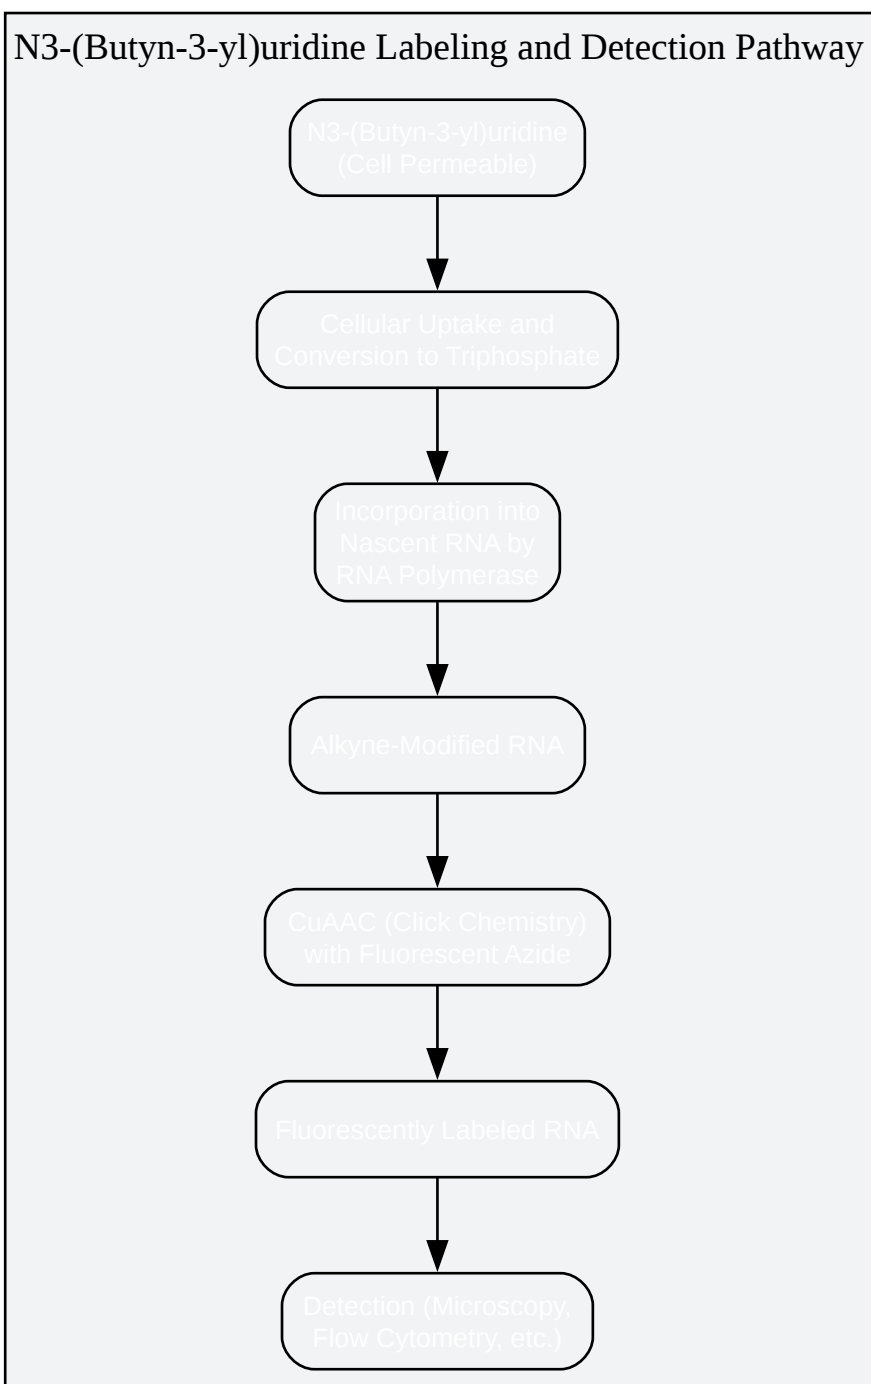 N3-(Butyn-3-yl)uridine Labeling and Detection Pathway
N3-(Butyn-3-yl)uridine
(Cell Permeable)
Cellular Uptake and
Conversion to Triphosphate
Incorporation into
Nascent RNA by
RNA Polymerase
Alkyne-Modified RNA
CuAAC (Click Chemistry)
with Fluorescent Azide
Fluorescently Labeled RNA
Detection (Microscopy,
Flow Cytometry, etc.)